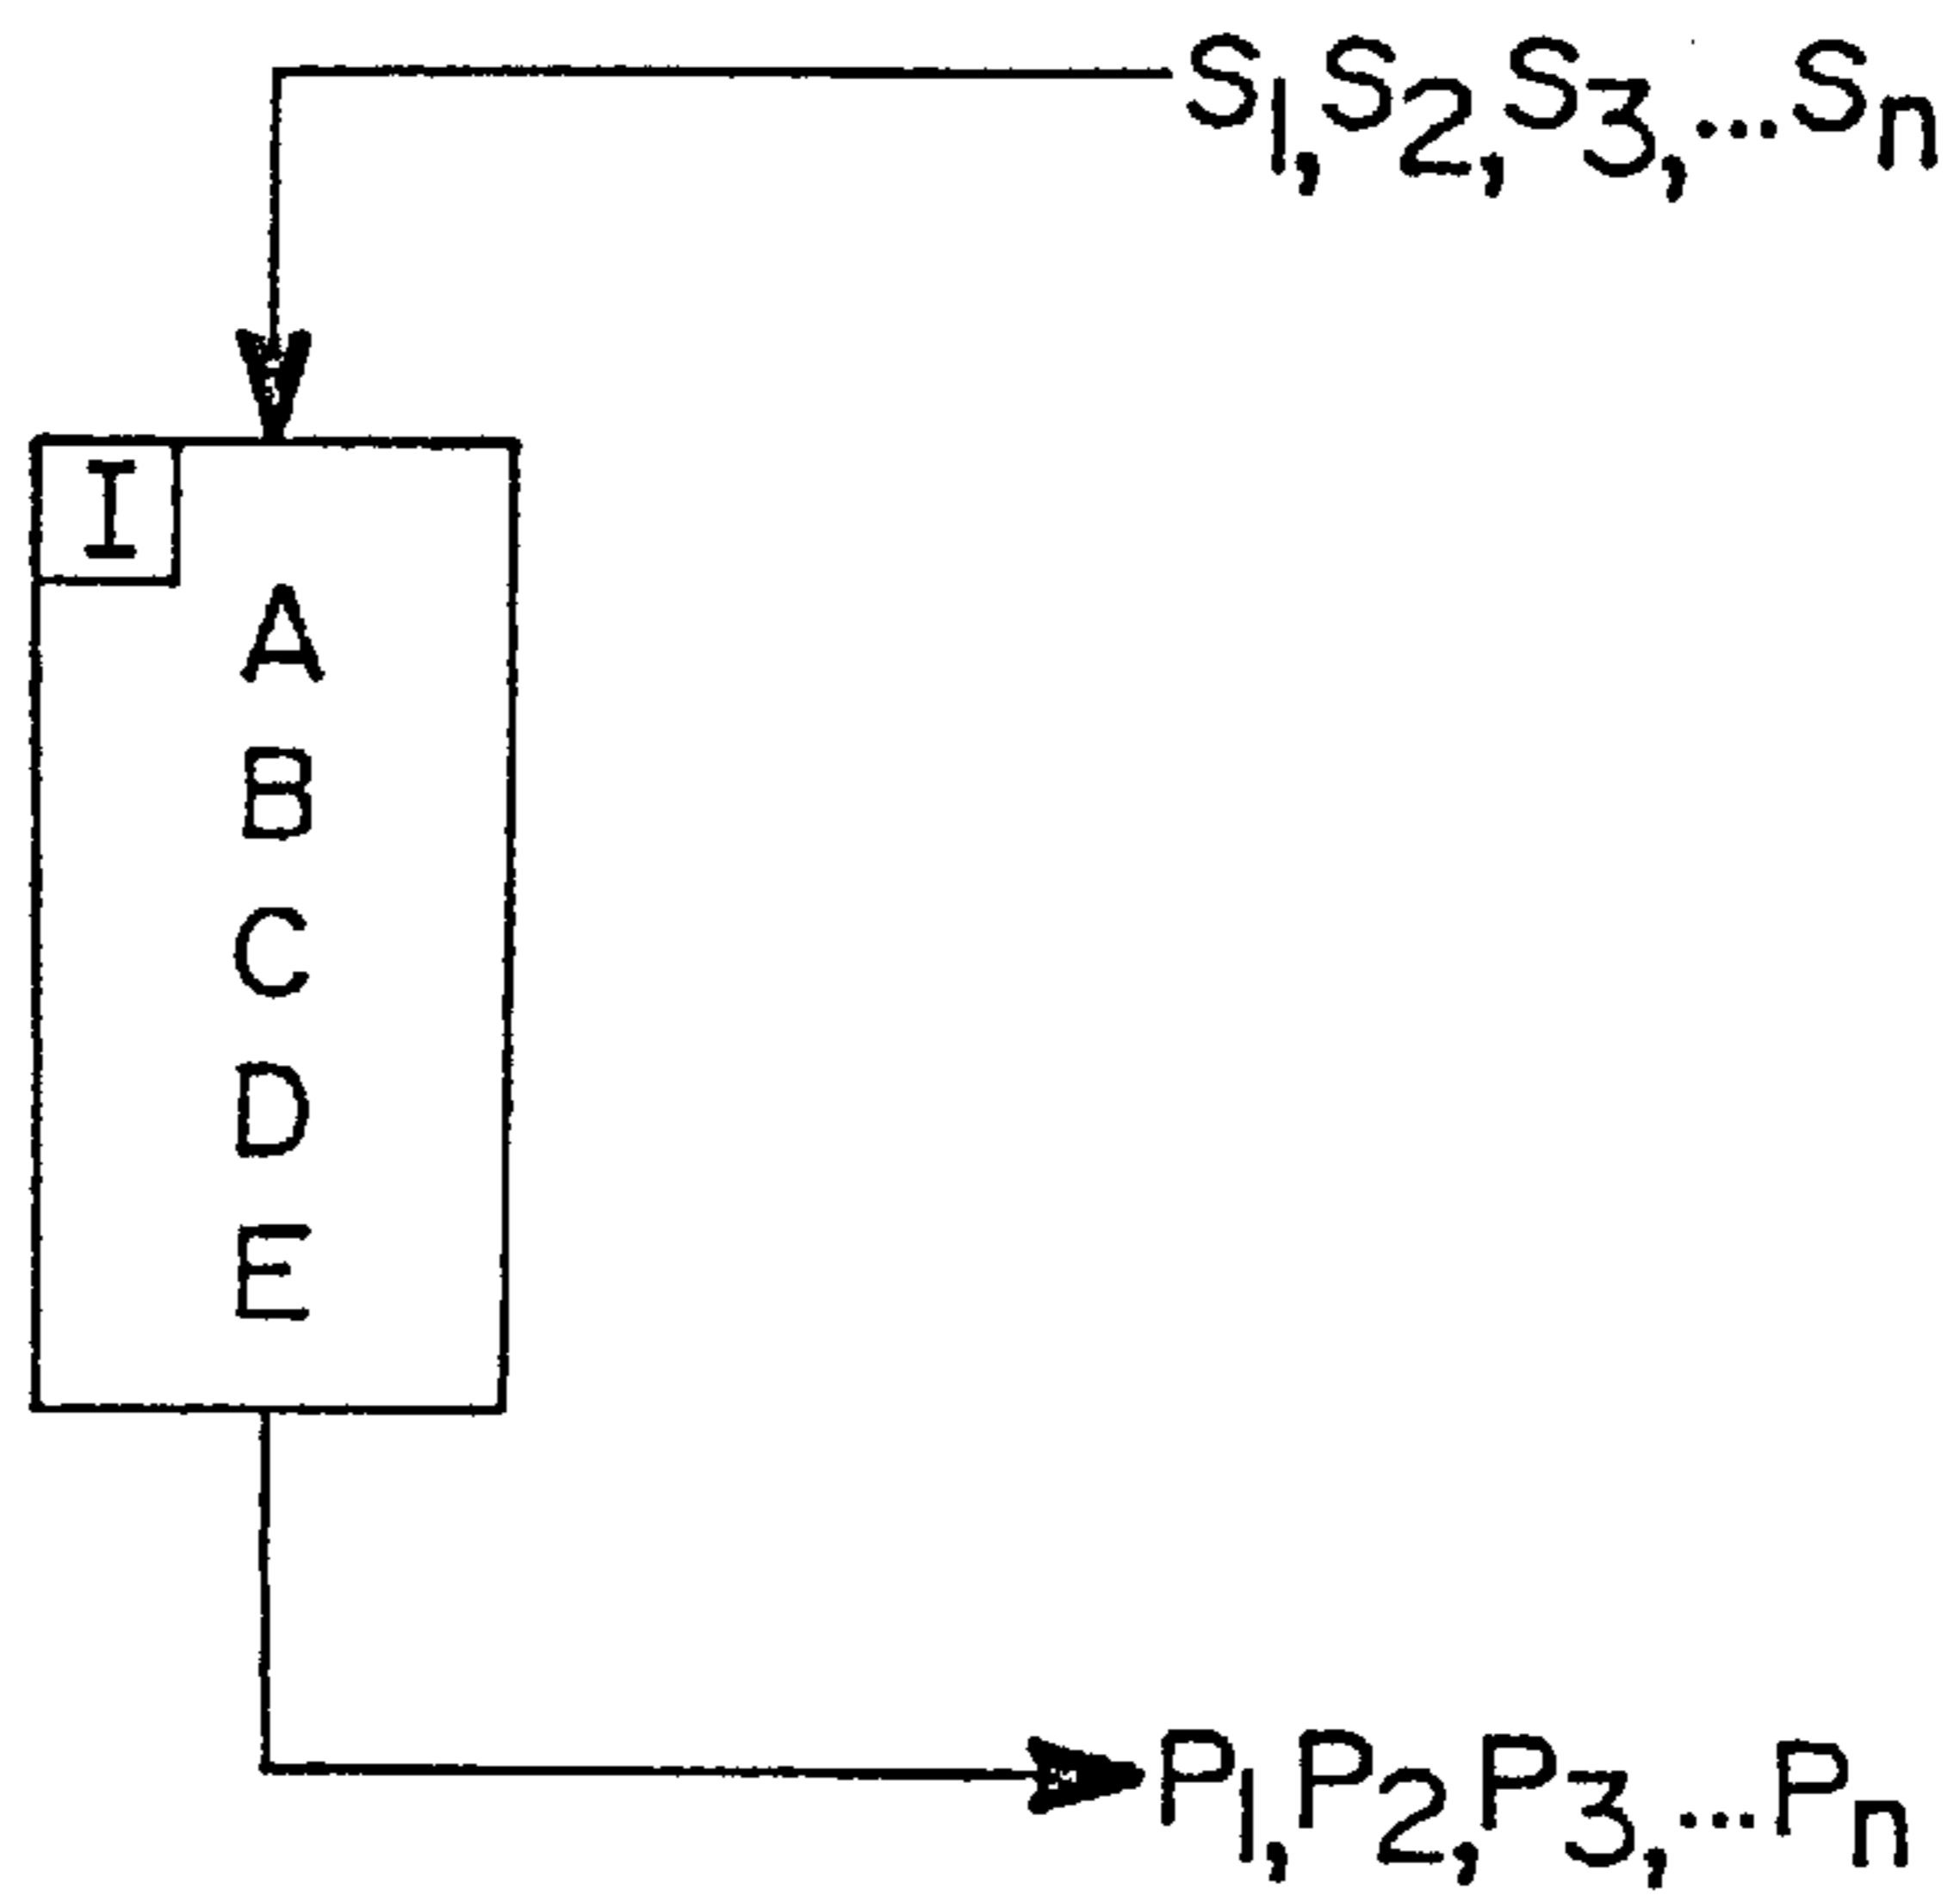 S₁,S₂,S₃,...Sₙ
I
A
B
C
D
E
P₁,P₂,P₃,...Pₙ